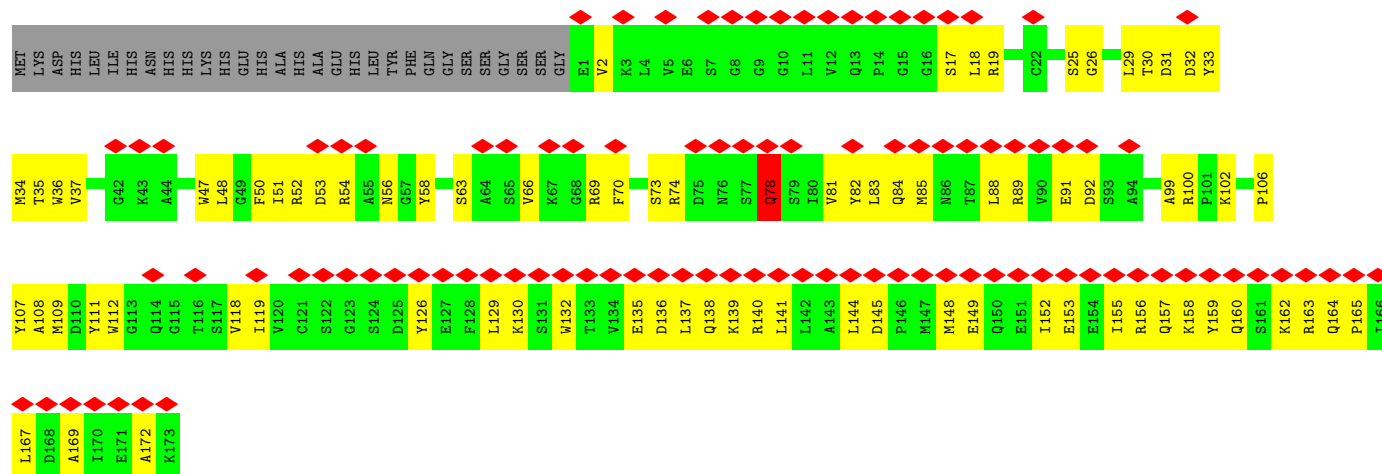 MET LYS ASP HIS LEU ILE HIS ASN HIS HIS LYS HIS GLU HIS ALA HIS ALA GLU HIS LEU TYR PHE GLN GLY SER SER GLY SER SER GLY E1 V2 K3 L4 V5 E6 S7 G8 G9 G10 L11 V12 Q13 P14 G15 G16 S17 L18 R19 C22 S25 G26 L29 T30 D31 D32 Y33
M34 T35 W36 V37 G42 K43 A44 W47 L48 G49 F50 I51 R52 D53 R54 A55 N56 G57 Y58 S63 A64 S65 V66 K67 G68 R69 F70 S73 R74 D75 N76 S77 Q78 S79 I80 V81 Y82 L83 Q84 M85 N86 T87 L88 R89 V90 E91 D92 S93 A94 A99 R100 P101 K102 P106
Y107 A108 M109 D110 Y111 W112 G113 Q114 G115 T116 S117 V118 I119 V120 C121 S122 G123 S124 D125 Y126 E127 F128 L129 K130 S131 W132 T133 V134 E135 D136 L137 Q138 K139 R140 L141 L142 A143 L144 D145 P146 M147 M148 E149 Q150 E151 I152 E153 E154 I155 R156 Q157 K158 Y159 Q160 S161 K162 R163 Q164 P165 I166
L167 D168 A169 I170 E171 A172 K173